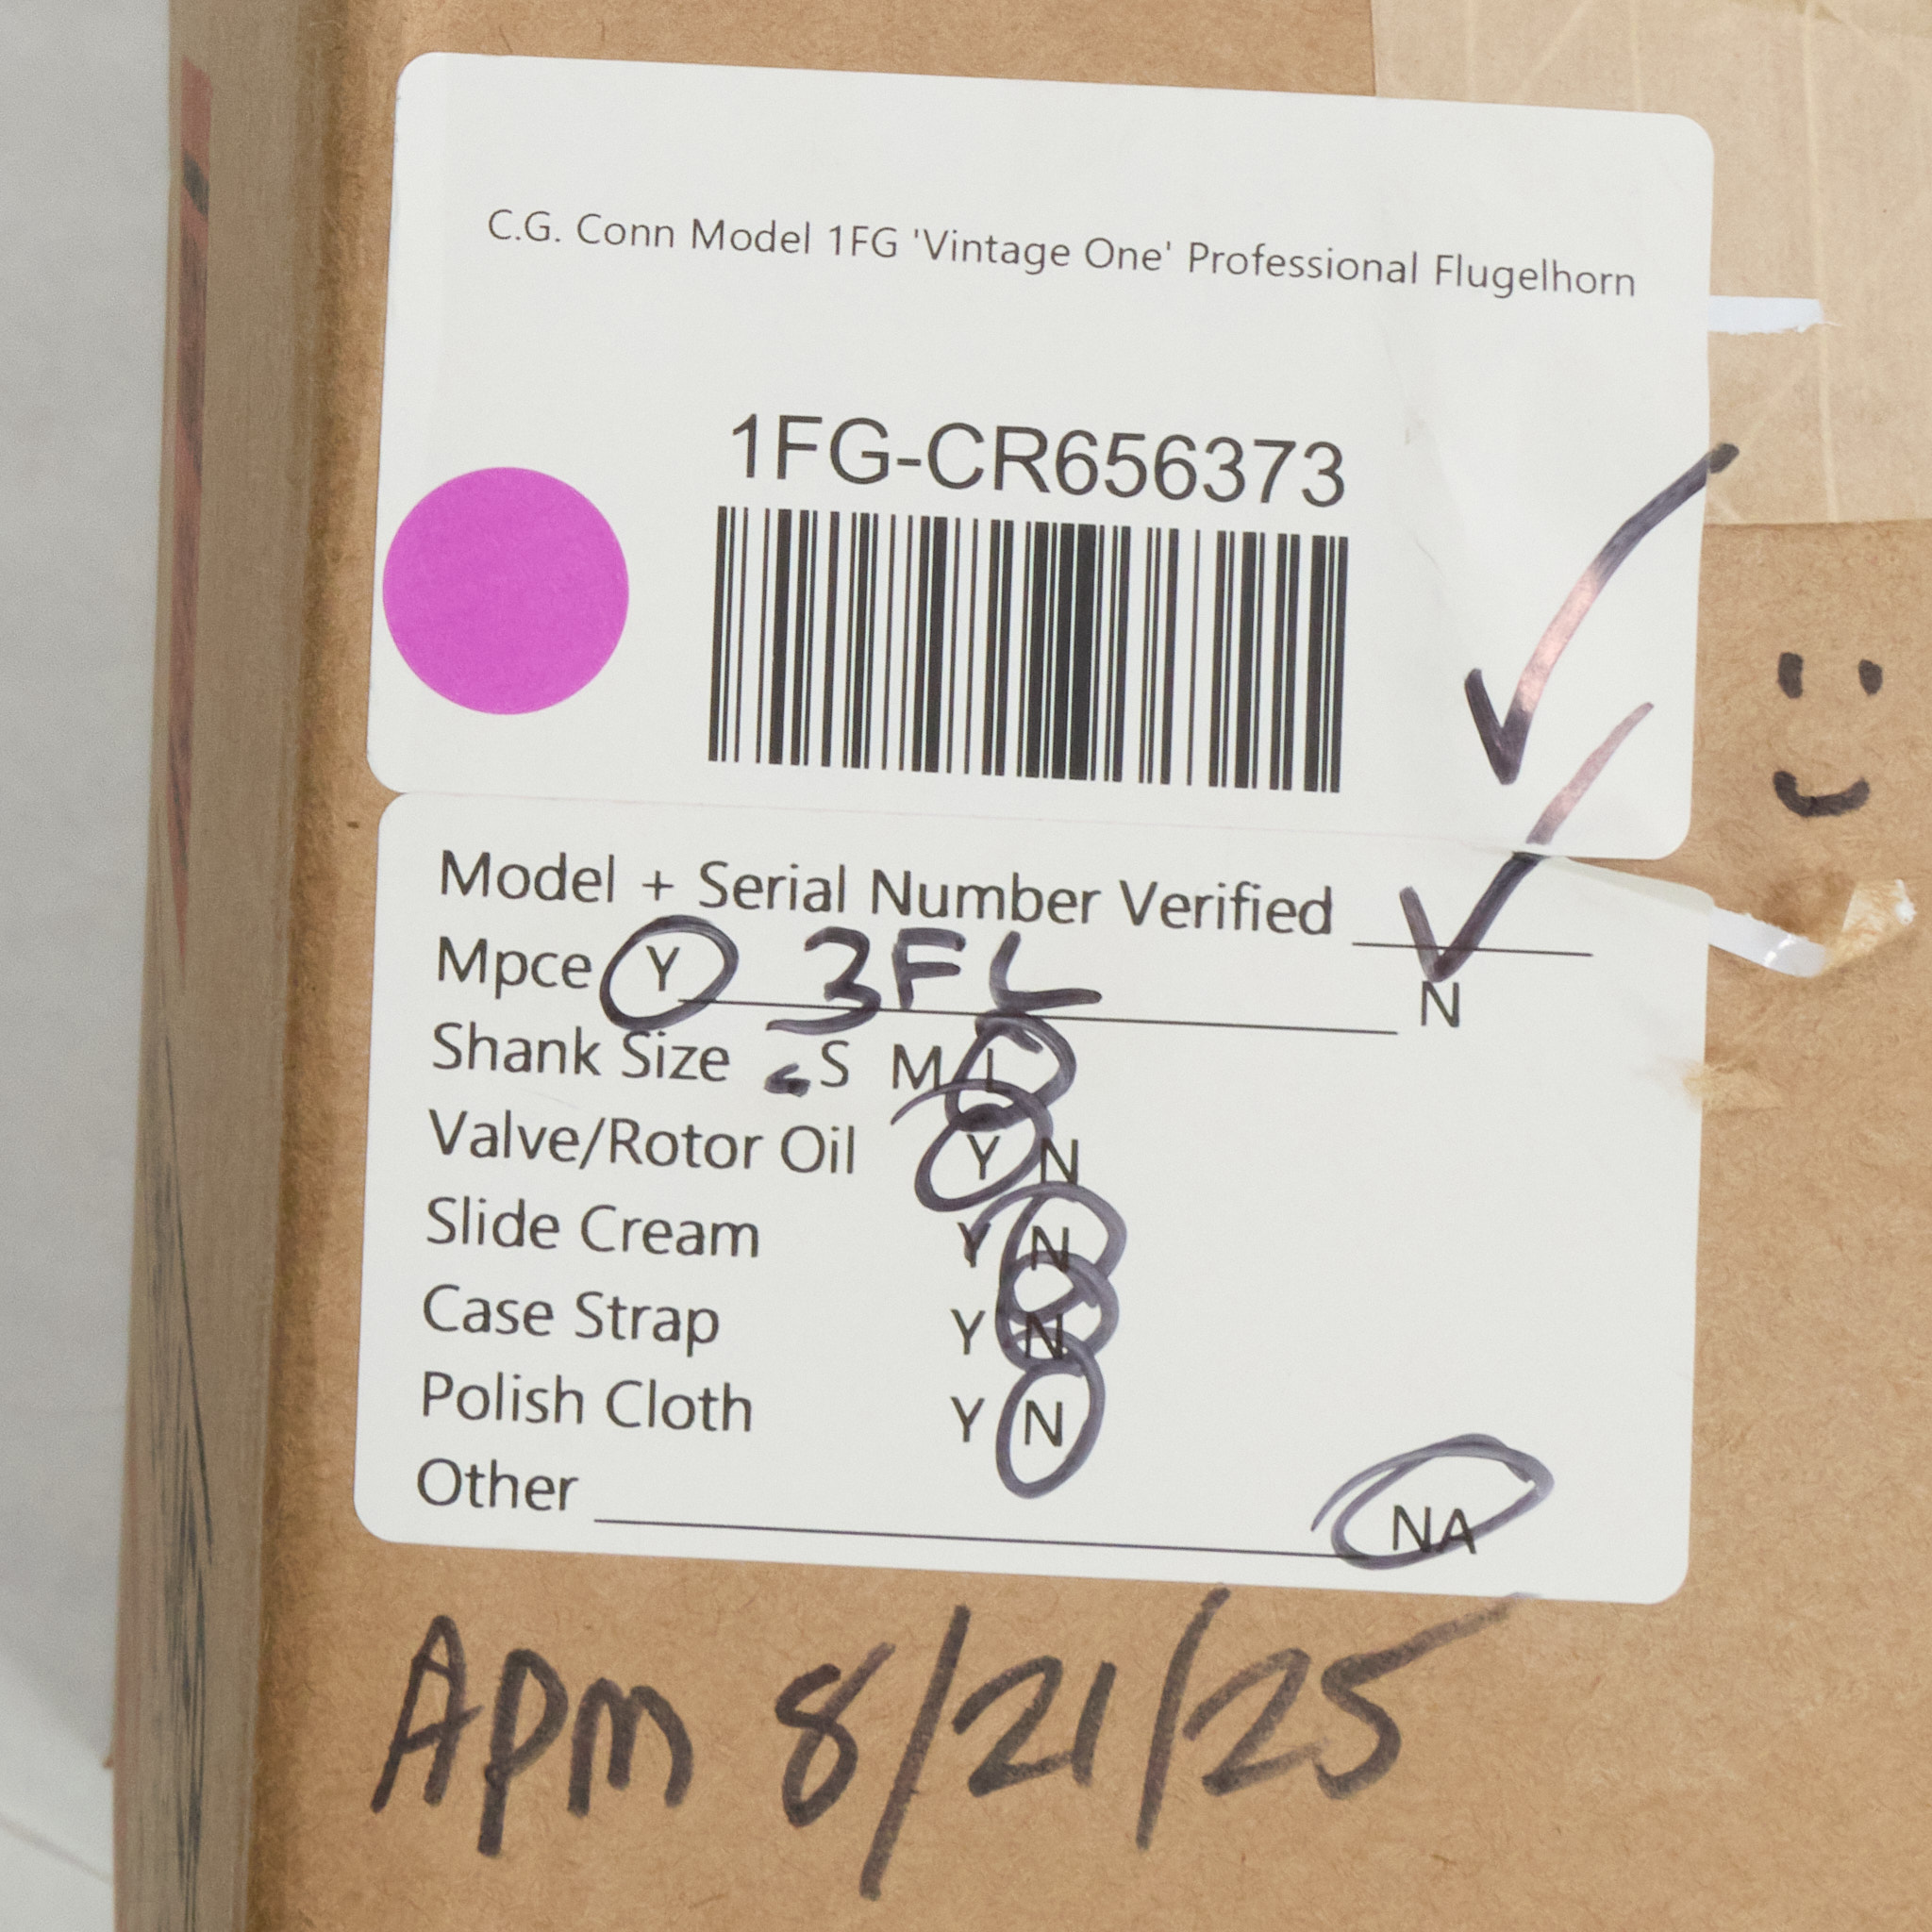 C.G. Conn Model 1FG 'Vintage One' Professional Flugelhorn
1FG-CR656373
Model + Serial Number Verified
Mpce Y 3FL N
Shank Size S M L
Valve/Rotor Oil Y N
Slide Cream Y N
Case Strap Y N
Polish Cloth Y N
Other NA
Apm 8/21/25